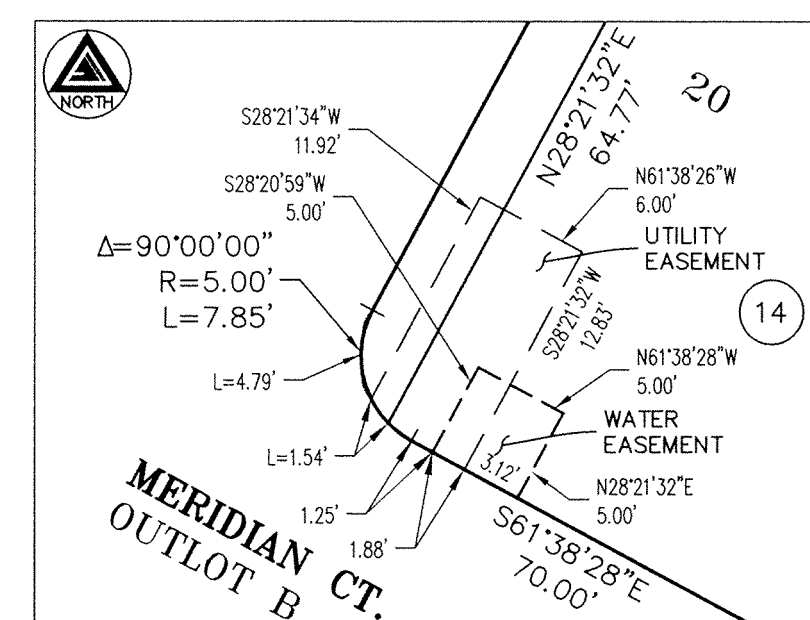 NORTH
20
N28°21'32"E
64.77'
S28°21'34"W
11.92'
S28°20'59"W
5.00'
N61°38'26"W
6.00'
UTILITY
EASEMENT
Δ=90°00'00"
R=5.00'
L=7.85'
14
S28°21'32"W
12.83'
L=4.79'
N61°38'28"W
5.00'
WATER
EASEMENT
L=1.54'
3.12'
N28°21'32"E
5.00'
1.25'
1.88'
S61°38'28"E
70.00'
MERIDIAN CT.
OUTLOT B